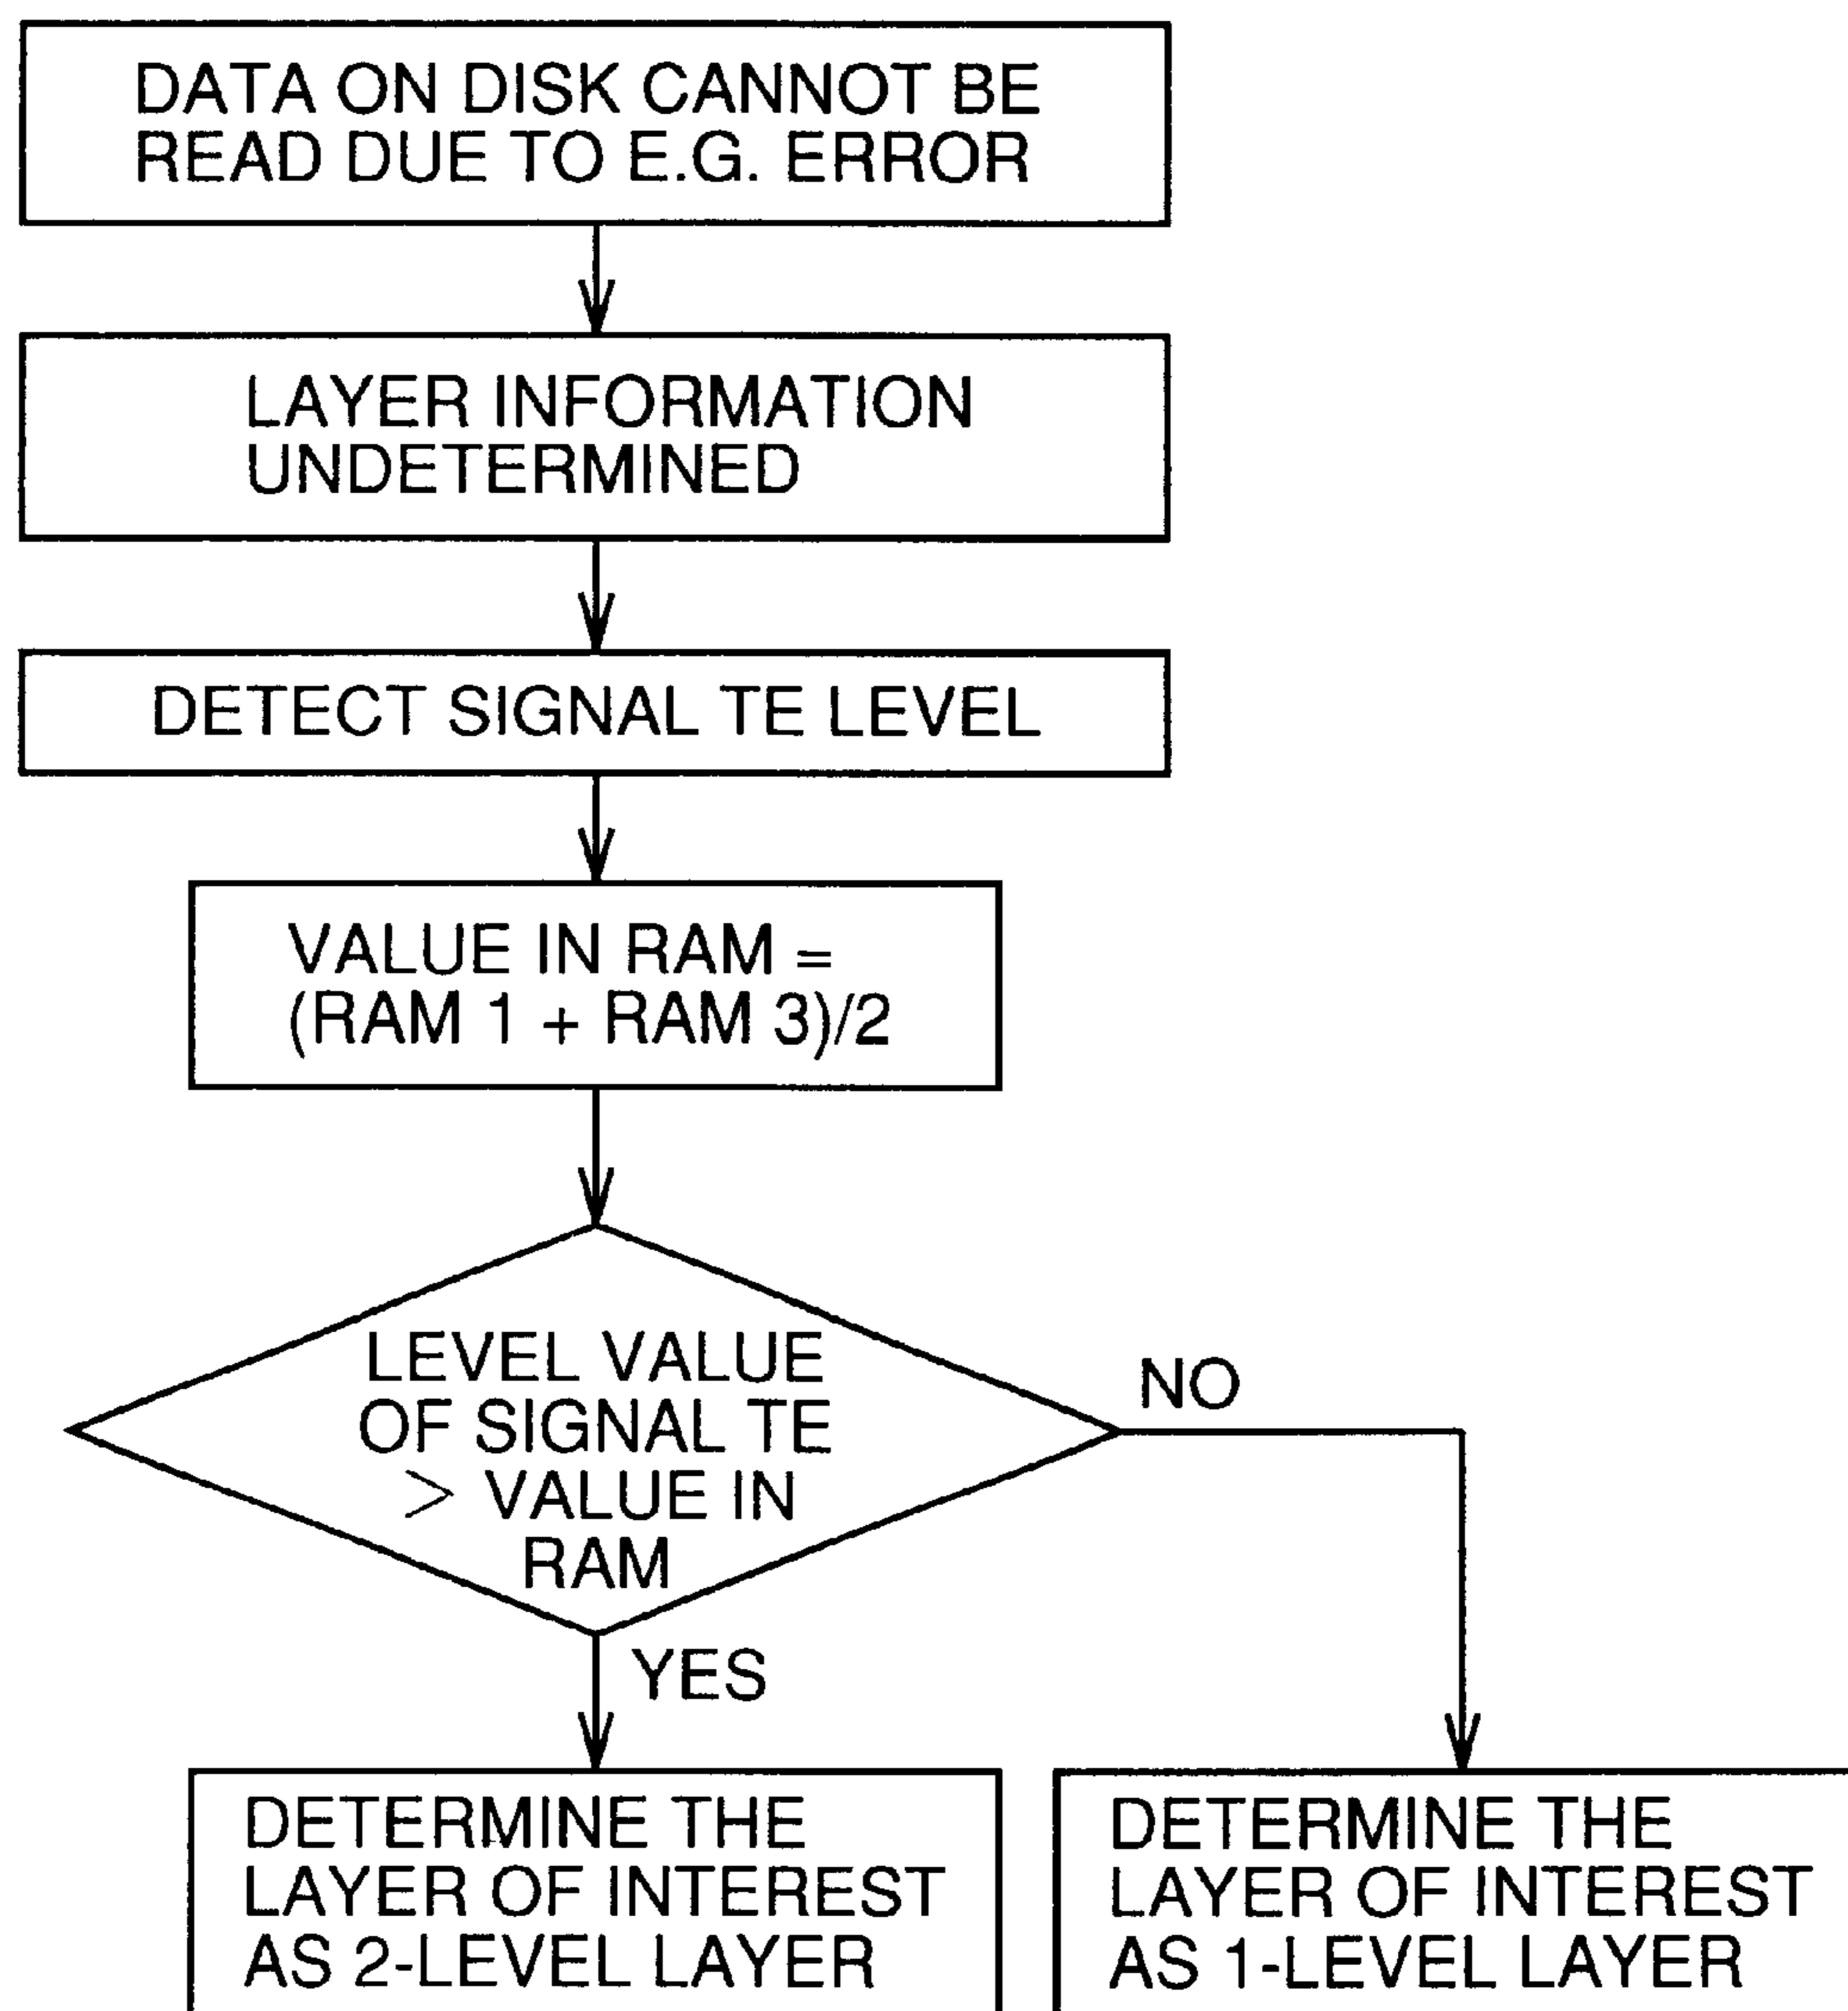 DATA ON DISK CANNOT BE
READ DUE TO E.G. ERROR
LAYER INFORMATION
UNDETERMINED
DETECT SIGNAL TE LEVEL
VALUE IN RAM =
(RAM 1 + RAM 3)/2
LEVEL VALUE
OF SIGNAL TE
> VALUE IN
RAM
NO
YES
DETERMINE THE
LAYER OF INTEREST
AS 2-LEVEL LAYER
DETERMINE THE
LAYER OF INTEREST
AS 1-LEVEL LAYER